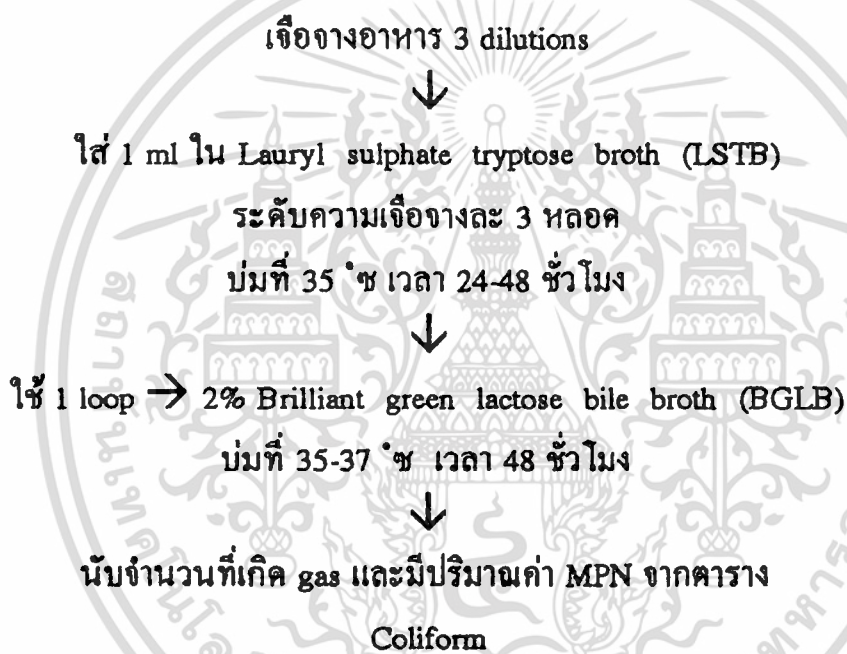 เจือจางอาหาร 3 dilutions
↓
ใส่ 1 ml ใน Lauryl sulphate tryptose broth (LSTB)
ระดับความเจือจางละ 3 หลอด
บ่มที่ 35 °ซ เวลา 24-48 ชั่วโมง
↓
ใช้ 1 loop → 2% Brilliant green lactose bile broth (BGLB)
บ่มที่ 35-37 °ซ เวลา 48 ชั่วโมง
↓
นับจำนวนที่เกิด gas และมีปริมาณค่า MPN จากตาราง
Coliform